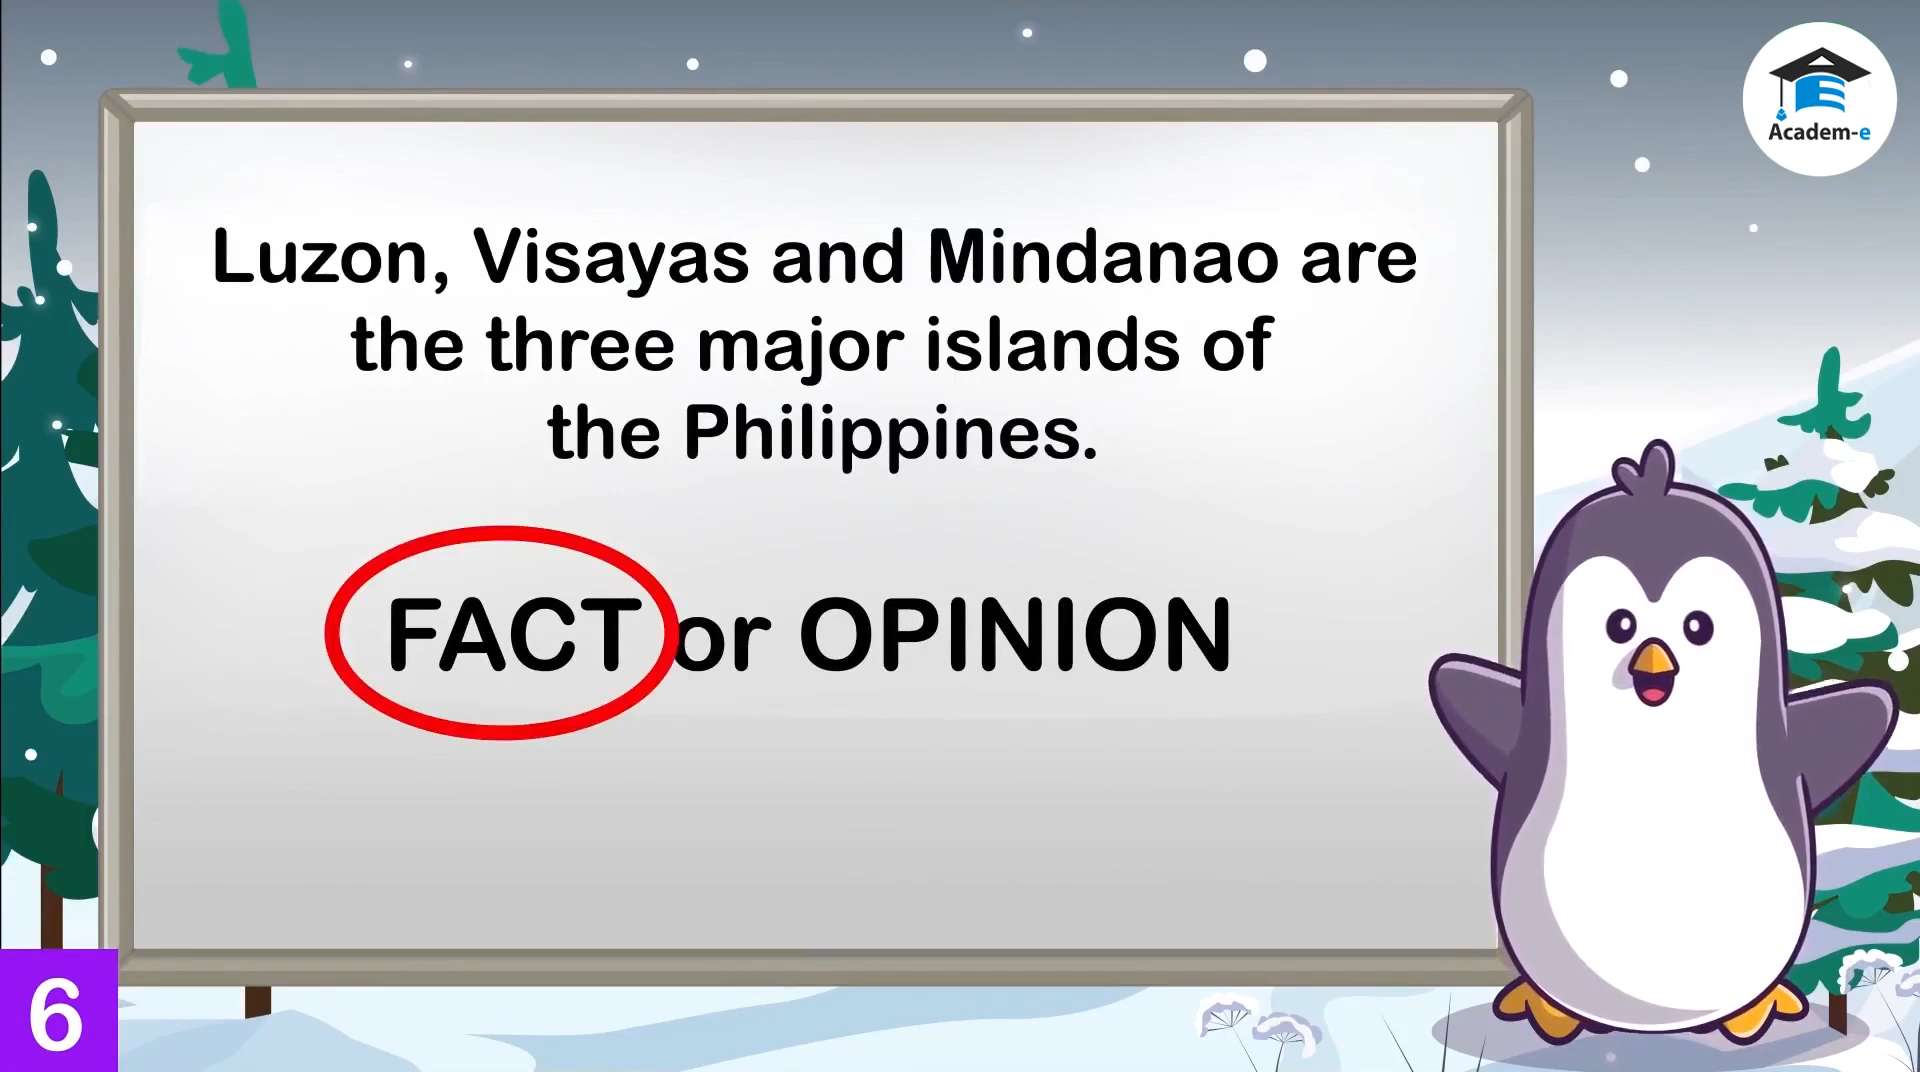 Academ-e
Luzon, Visayas and Mindanao are
the three major islands of
the Philippines.
FACT or OPINION
6